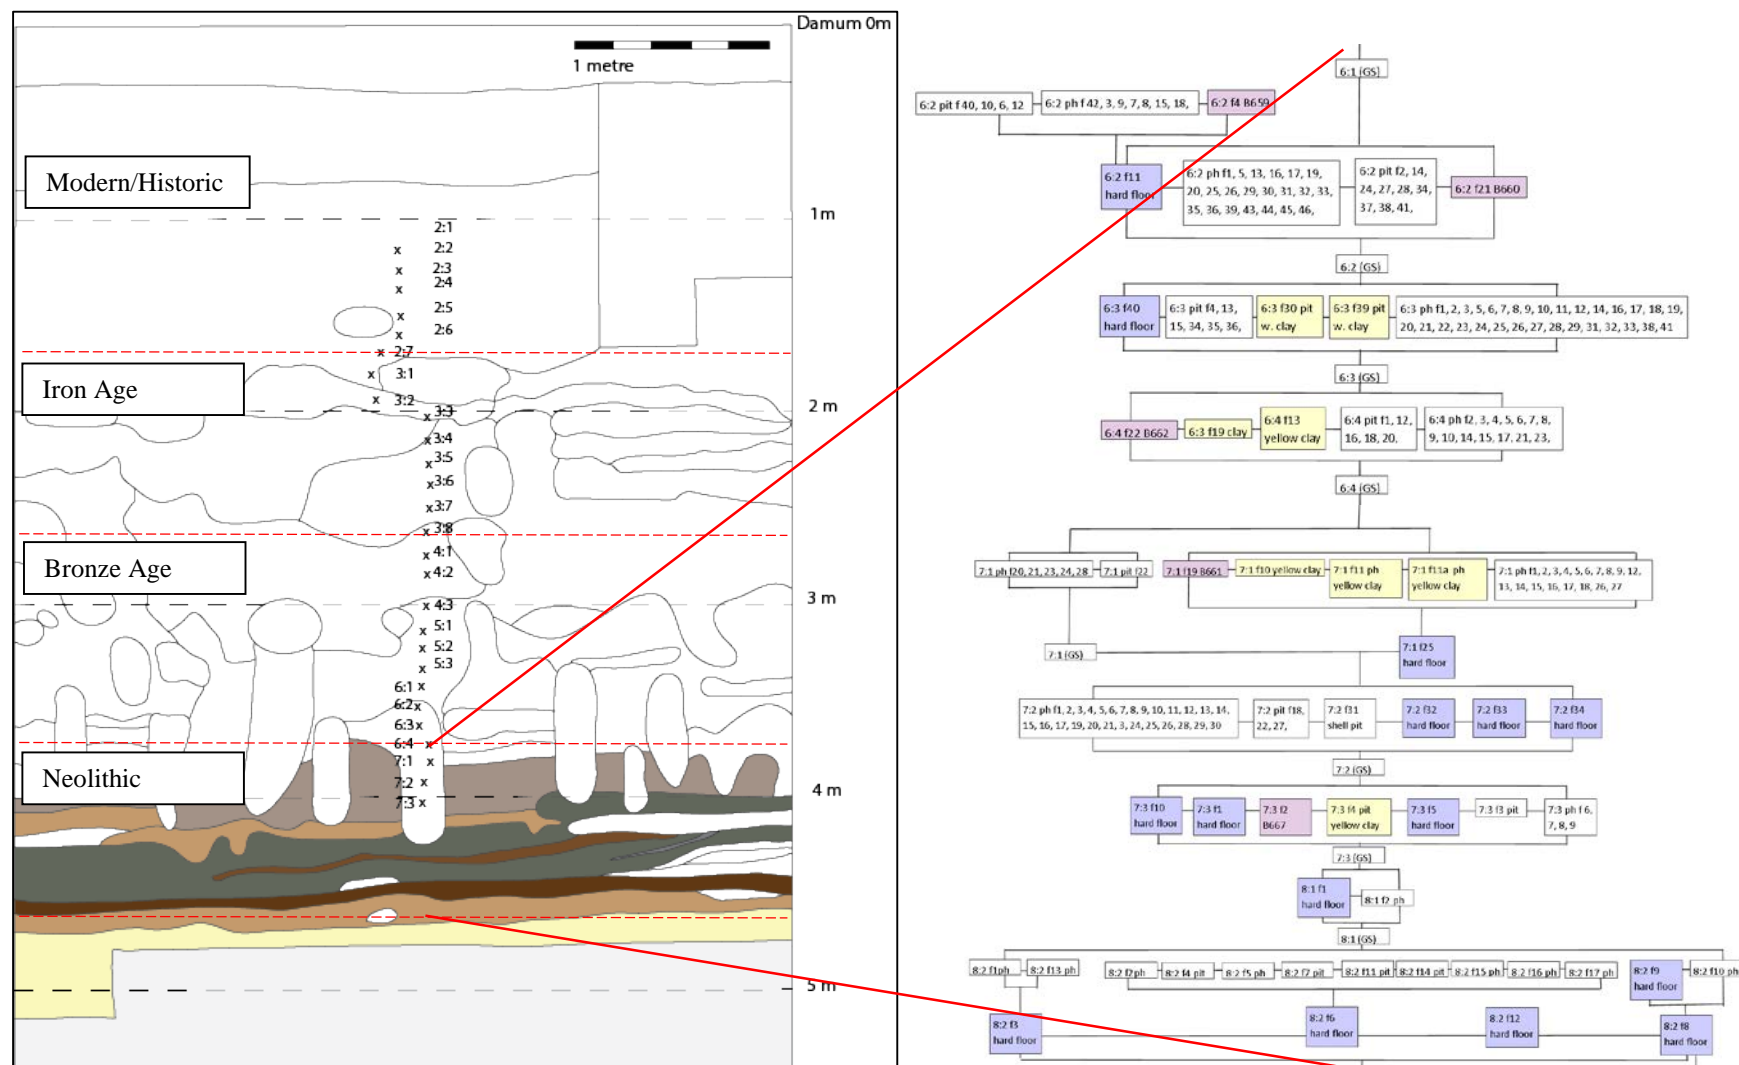 Damum 0m
1 metre
Modern/Historic
1m
2:1
2:2
2:3
2:4
2:5
2:6
2:7
Iron Age
3:1
3:2
3:3
2 m
3:4
3:5
3:6
3:7
3:8
Bronze Age
4:1
4:2
4:3
3 m
5:1
5:2
5:3
6:1
6:2
6:3
6:4
Neolithic
7:1
7:2
7:3
4 m
5 m
6:1 (GS)
6:2 pit f 40, 10, 6, 12
6:2 ph f 42, 3, 9, 7, 8, 15, 18,
6:2 f4 B659
6:2 f11
hard floor
6:2 ph f1, 5, 13, 16, 17, 19,
20, 25, 26, 29, 30, 31, 32, 33,
35, 36, 39, 43, 44, 45, 46,
6:2 pit f2, 14,
24, 27, 28, 34,
37, 38, 41,
6:2 f21 B660
6:2 (GS)
6:3 f40
hard floor
6:3 pit f4, 13,
15, 34, 35, 36,
6:3 f30 pit
w. clay
6:3 f39 pit
w. clay
6:3 ph f1, 2, 3, 5, 6, 7, 8, 9, 10, 11, 12, 14, 16, 17, 18, 19,
20, 21, 22, 23, 24, 25, 26, 27, 28, 29, 31, 32, 33, 38, 41
6:3 (GS)
6:4 f22 B662
6:3 f19 clay
6:4 f13
yellow clay
6:4 pit f1, 12,
16, 18, 20.
6:4 ph f2, 3, 4, 5, 6, 7, 8,
9, 10, 14, 15, 17, 21, 23,
6:4 (GS)
7:1 ph f20, 21, 23, 24, 28
7:1 pit f22
7:1 f19 B661
7:1 f10 yellow clay
7:1 f11 ph
yellow clay
7:1 f11a ph
yellow clay
7:1 ph f1, 2, 3, 4, 5, 6, 7, 8, 9, 12,
13, 14, 15, 16, 17, 18, 26, 27
7:1 (GS)
7:1 f25
hard floor
7:2 ph f1, 2, 3, 4, 5, 6, 7, 8, 9, 10, 11, 12, 13, 14,
15, 16, 17, 19, 20, 21, 3, 24, 25, 26, 28, 29, 30
7:2 pit f18,
22, 27,
7:2 f31
shell pit
7:2 f32
hard floor
7:2 f33
hard floor
7:2 f34
hard floor
7:2 (GS)
7:3 f10
hard floor
7:3 f1
hard floor
7:3 f2
B667
7:3 f4 pit
yellow clay
7:3 f5
hard floor
7:3 f3 pit
7:3 ph f 6,
7, 8, 9
7:3 (GS)
8:1 f1
hard floor
8:1 f2 ph
8:1 (GS)
8:2 f1ph
8:2 f13 ph
8:2 f2ph
8:2 f4 pit
8:2 f5 ph
8:2 f7 pit
8:2 f11 pit
8:2 f14 pit
8:2 f15 ph
8:2 f16 ph
8:2 f17 ph
8:2 f9
hard floor
8:2 f10 ph
8:2 f3
hard floor
8:2 f6
hard floor
8:2 f12
hard floor
8:2 f8
hard floor